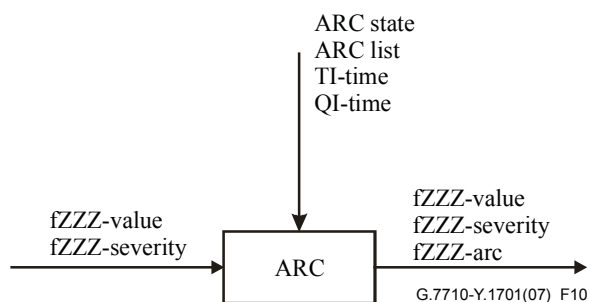 ARC state
ARC list
TI-time
QI-time
fZZZ-value
fZZZ-severity
ARC
fZZZ-value
fZZZ-severity
fZZZ-arc
G.7710-Y.1701(07)_F10